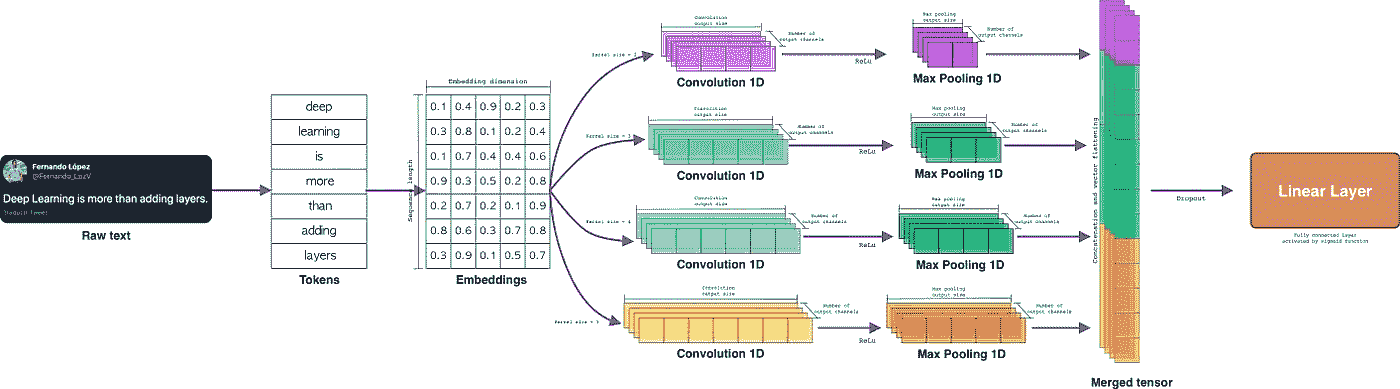 Fernando López
@Fernando_LpzV
Deep Learning is more than adding layers.
Raw text
deep
learning
is
more
than
adding
layers
Tokens
Embedding dimension
Sequence length
0.1 0.4 0.9 0.2 0.3
0.3 0.8 0.1 0.2 0.4
0.1 0.7 0.4 0.4 0.6
0.9 0.3 0.5 0.2 0.8
0.2 0.7 0.2 0.1 0.9
0.8 0.6 0.3 0.7 0.8
0.3 0.9 0.1 0.5 0.7
Embeddings
Kernel size =
Convolution
output size
Number of
output channels
Convolution 1D
ReLu
Max pooling
output size
Number of
output channels
Max Pooling 1D
Kernel size = 3
Convolution
output size
Number of
output channels
Convolution 1D
ReLu
Max pooling
output size
Number of
output channels
Max Pooling 1D
Kernel size = 4
Convolution
output size
Number of
output channels
Convolution 1D
ReLu
Max pooling
output size
Number of
output channels
Max Pooling 1D
Kernel size =
Convolution
output size
Number of
output channels
Convolution 1D
ReLu
Max pooling
output size
Number of
output channels
Max Pooling 1D
Concatenation and vector flattening
Merged tensor
Dropout
Linear Layer
Fully connected layer
activated by sigmoid function